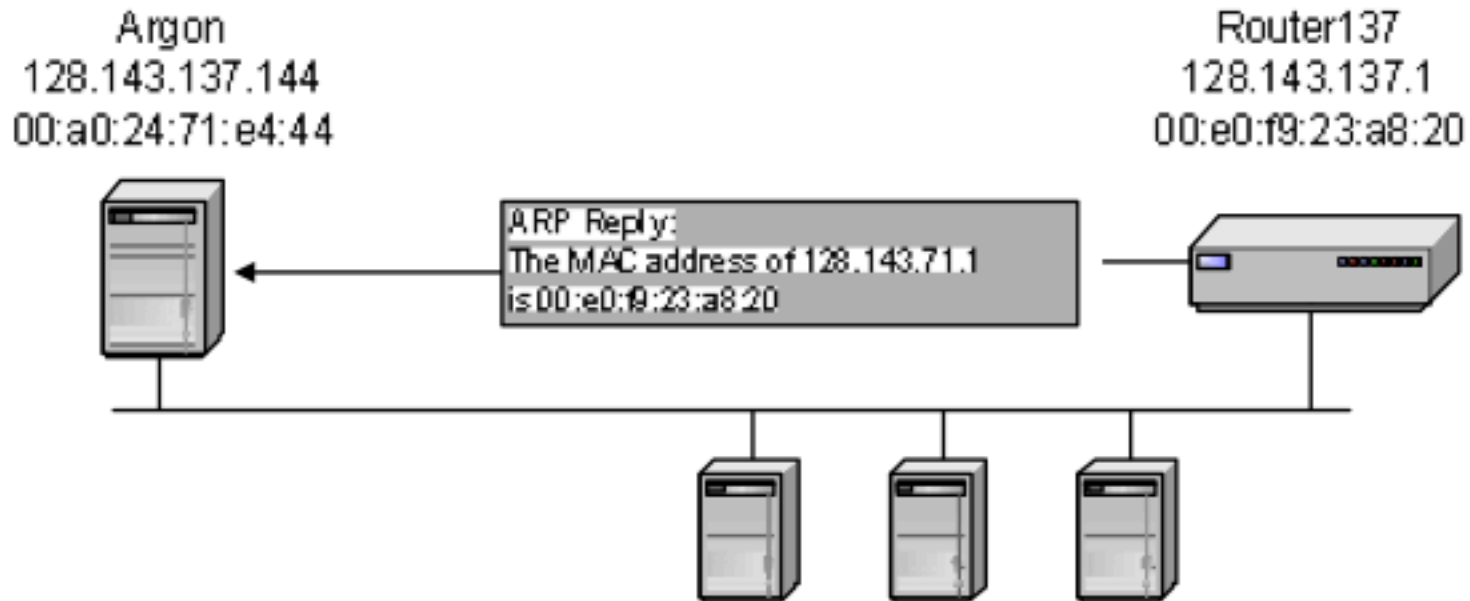 Argon
128.143.137.144
00:a0:24:71:e4:44
Router137
128.143.137.1
00:e0:f9:23:a8:20
ARP Reply:
The MAC address of 128.143.71.1
is 00:e0:f9:23:a8:20